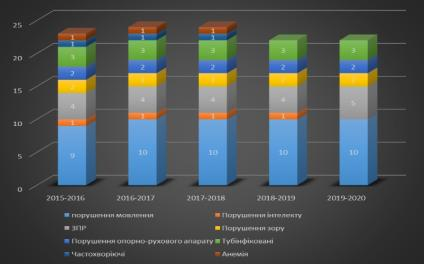 25
20
15
10
5
0
1 1 1
1 1 1
3 3 3 3 3
2 2 2 2 2
2
4 4 4 4 5
1 1 1 1
9 10 10 10 10
2015-2016 2016-2017 2017-2018 2018-2019 2019-2020
порушення мовлення Порушення інтелекту
ЗПР Порушення зору
Порушення опорно-рухового апарату Тубінфіковані
Частохворіючі Анемія